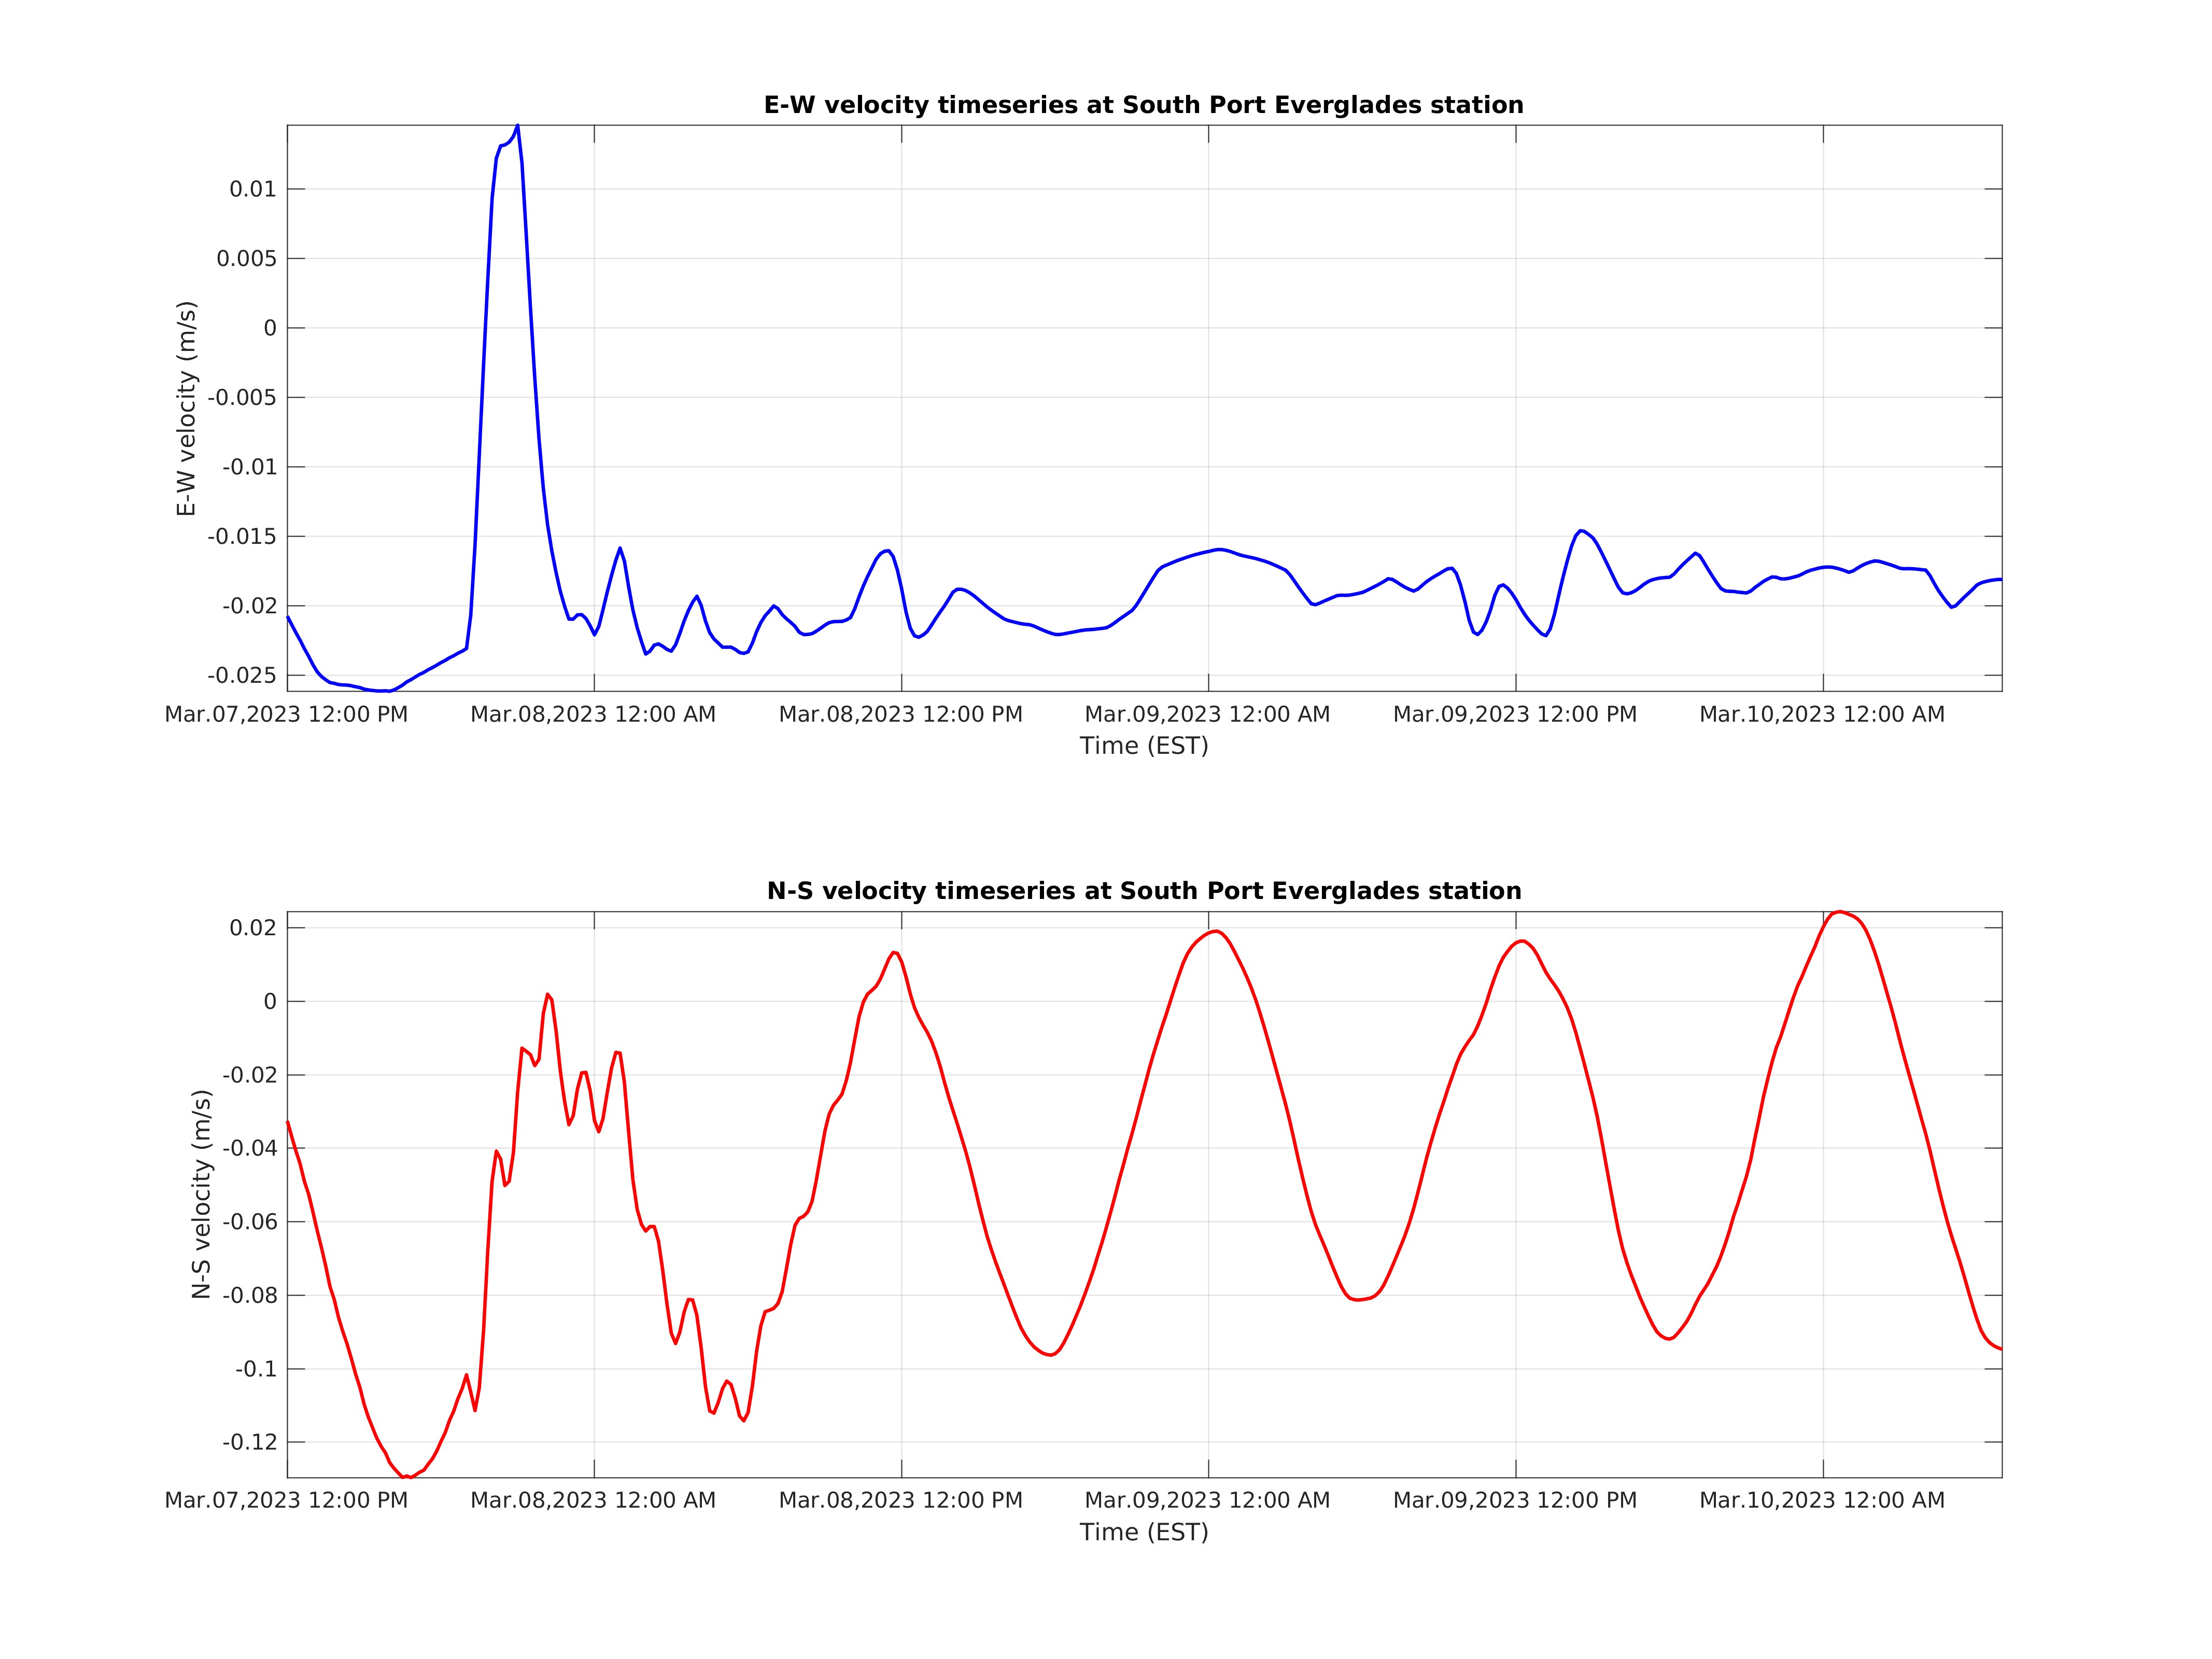 E-W velocity timeseries at South Port Everglades station
0.01
0.005
0
-0.005
-0.01
-0.015
-0.02
-0.025
E-W velocity (m/s)
Mar.07,2023 12:00 PM Mar.08,2023 12:00 AM Mar.08,2023 12:00 PM Mar.09,2023 12:00 AM Mar.09,2023 12:00 PM Mar.10,2023 12:00 AM
Time (EST)
N-S velocity timeseries at South Port Everglades station
0.02
0
-0.02
-0.04
-0.06
-0.08
-0.1
-0.12
N-S velocity (m/s)
Mar.07,2023 12:00 PM Mar.08,2023 12:00 AM Mar.08,2023 12:00 PM Mar.09,2023 12:00 AM Mar.09,2023 12:00 PM Mar.10,2023 12:00 AM
Time (EST)